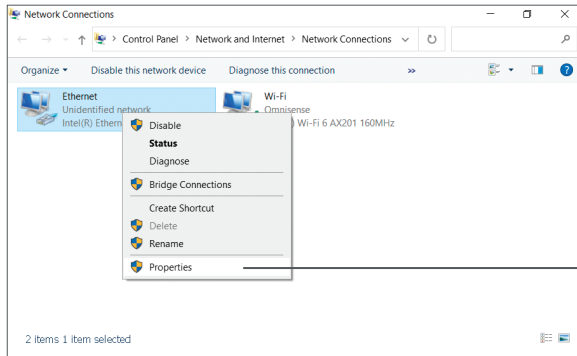 Network Connections
Control Panel > Network and Internet > Network Connections
Organize Disable this network device Diagnose this connection »
Ethernet
Unidentified network
Intel(R) Ethern
Wi-Fi
Omnisense
) Wi-Fi 6 AX201 160MHz
Disable
Status
Diagnose
Bridge Connections
Create Shortcut
Delete
Rename
Properties
2 items 1 item selected